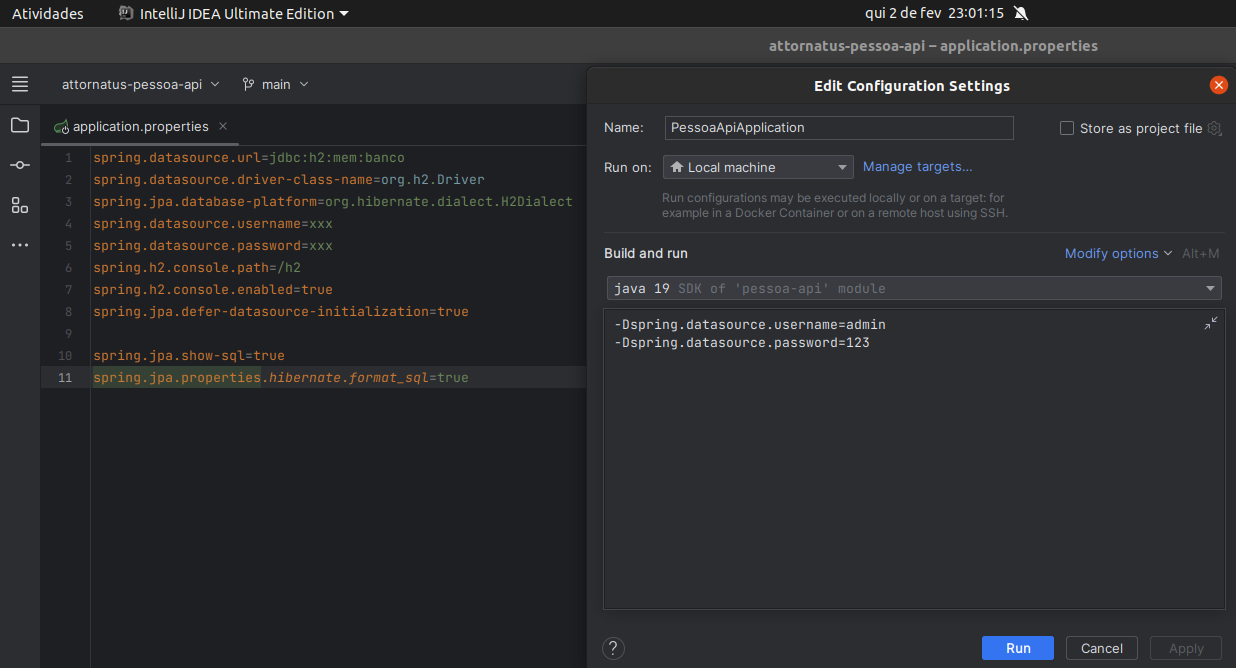 Atividades IntelliJ IDEA Ultimate Edition qui 2 de fev 23:01:15
attornatus-pessoa-api – application.properties
attornatus-pessoa-api main
application.properties
1 spring.datasource.url=jdbc:h2:mem:banco
2 spring.datasource.driver-class-name=org.h2.Driver
3 spring.jpa.database-platform=org.hibernate.dialect.H2Dialect
4 spring.datasource.username=xxx
5 spring.datasource.password=xxx
6 spring.h2.console.path=/h2
7 spring.h2.console.enabled=true
8 spring.jpa.defer-datasource-initialization=true
9
10 spring.jpa.show-sql=true
11 spring.jpa.properties.hibernate.format_sql=true
Edit Configuration Settings
Name: PessoaApiApplication Store as project file
Run on: Local machine Manage targets...
Run configurations may be executed locally or on a target: for
example in a Docker Container or on a remote host using SSH.
Build and run Modify options Alt+M
java 19 SDK of 'pessoa-api' module
-Dspring.datasource.username=admin
-Dspring.datasource.password=123
? Run Cancel Apply